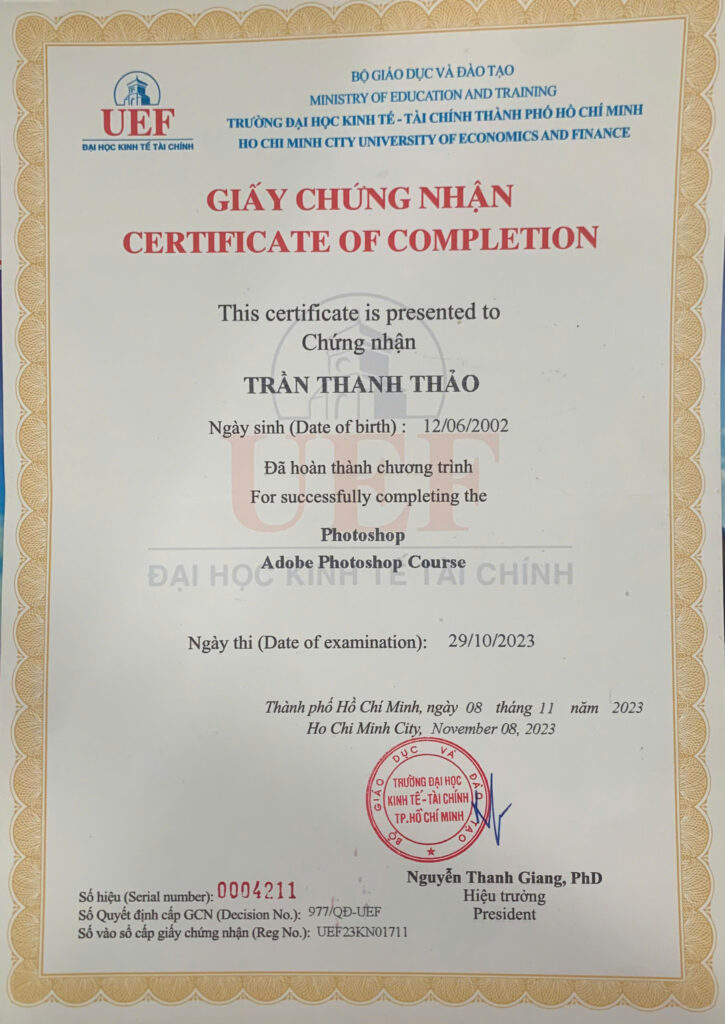 UEF
ĐẠI HỌC KINH TẾ TÀI CHÍNH
BỘ GIÁO DỤC VÀ ĐÀO TẠO
MINISTRY OF EDUCATION AND TRAINING
TRƯỜNG ĐẠI HỌC KINH TẾ - TÀI CHÍNH THÀNH PHỐ HỒ CHÍ MINH
HO CHI MINH CITY UNIVERSITY OF ECONOMICS AND FINANCE
GIẤY CHỨNG NHẬN
CERTIFICATE OF COMPLETION
This certificate is presented to
Chứng nhận
TRẦN THANH THẢO
Ngày sinh (Date of birth) : 12/06/2002
Đã hoàn thành chương trình
For successfully completing the
UEF
Photoshop
Adobe Photoshop Course
ĐẠI HỌC KINH TẾ TÀI CHÍNH
Ngày thi (Date of examination): 29/10/2023
Thành phố Hồ Chí Minh, ngày 08 tháng 11 năm 2023
Ho Chi Minh City, November 08, 2023
BỘ GIÁO DỤC VÀ ĐÀO TẠO
TRƯỜNG ĐẠI HỌC
KINH TẾ-TÀI CHÍNH
TP.HỒ CHÍ MINH
Nguyễn Thanh Giang, PhD
Hiệu trưởng
President
Số hiệu (Serial number): 0004211
Số Quyết định cấp GCN (Decision No.): 977/QĐ-UEF
Số vào sổ cấp giấy chứng nhận (Reg No.): UEF23KN01711